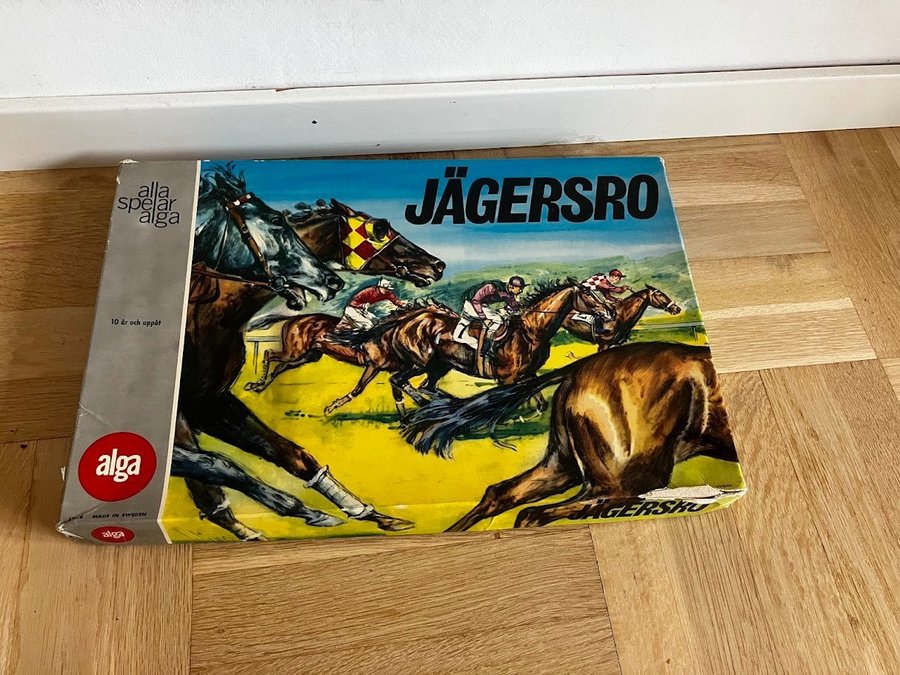 alla
spelar
alga
JÄGERSRO
10 år och uppåt
alga
MADE IN SWEDEN
alga
JÄGERSRO